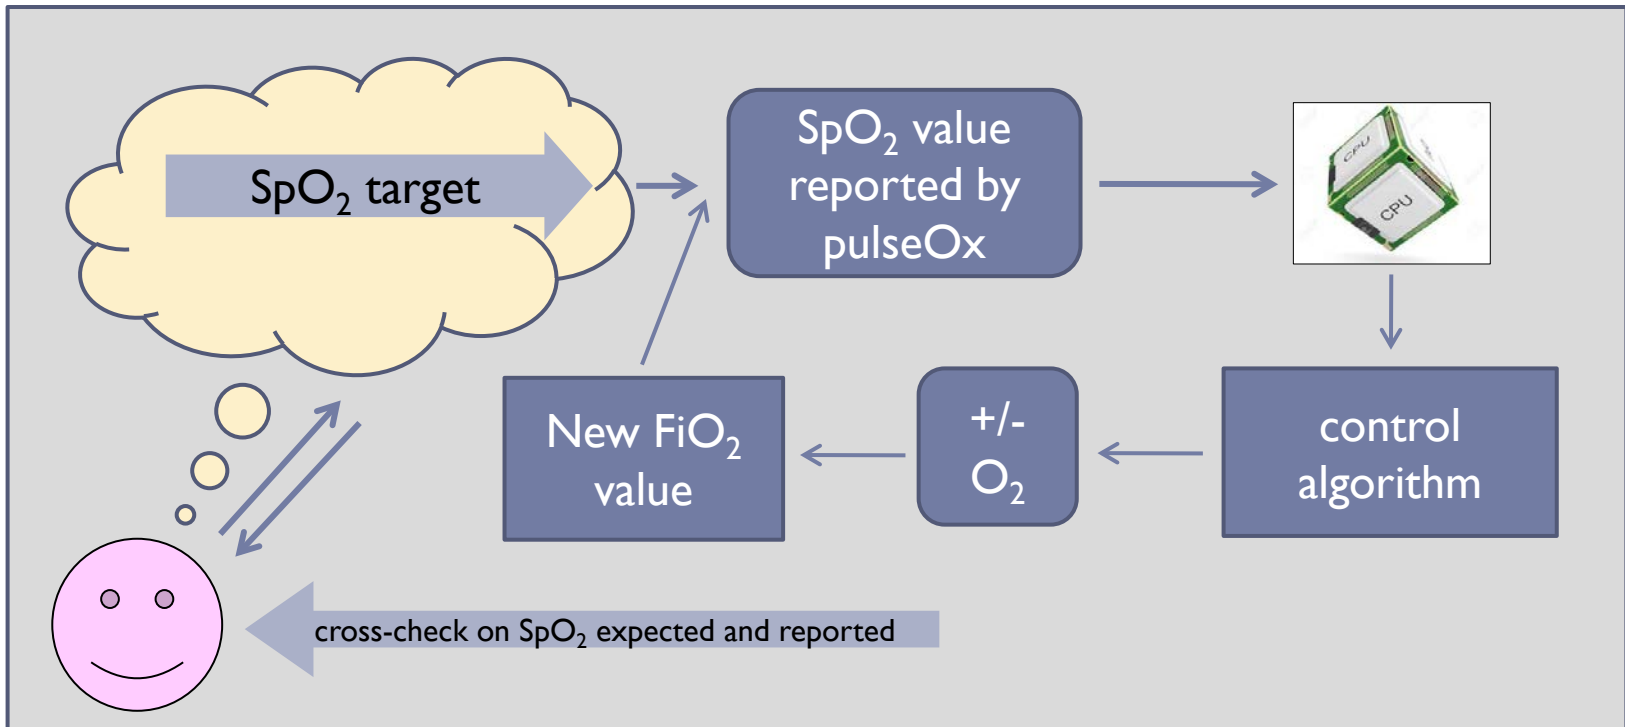 SpO₂ target
SpO₂ value
reported by
pulseOx
CPU
CPU
New FiO₂
value
+/-
O₂
control
algorithm
cross-check on SpO₂ expected and reported